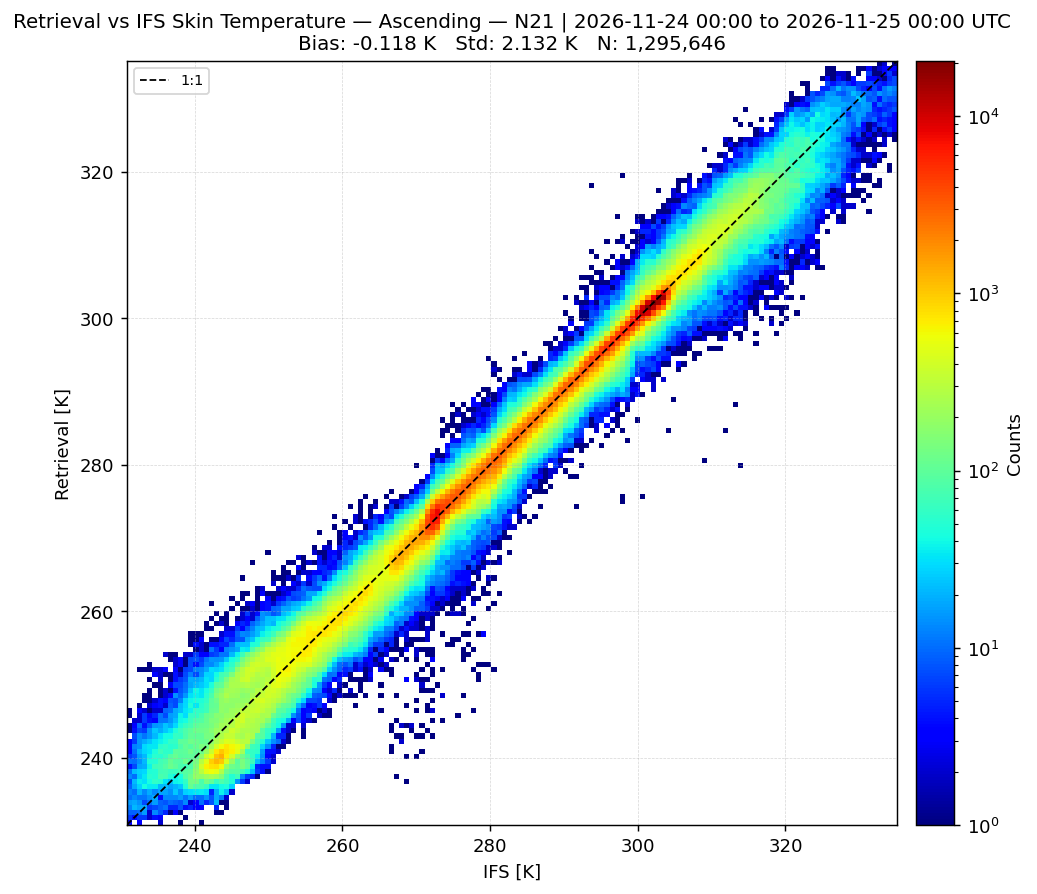 Retrieval vs IFS Skin Temperature — Ascending — N21 | 2026-11-24 00:00 to 2026-11-25 00:00 UTC
Bias: -0.118 K   Std: 2.132 K   N: 1,295,646
1:1
320
300
280
260
240
Retrieval [K]
240 260 280 300 320
IFS [K]
10⁴
10³
10²
10¹
10⁰
Counts